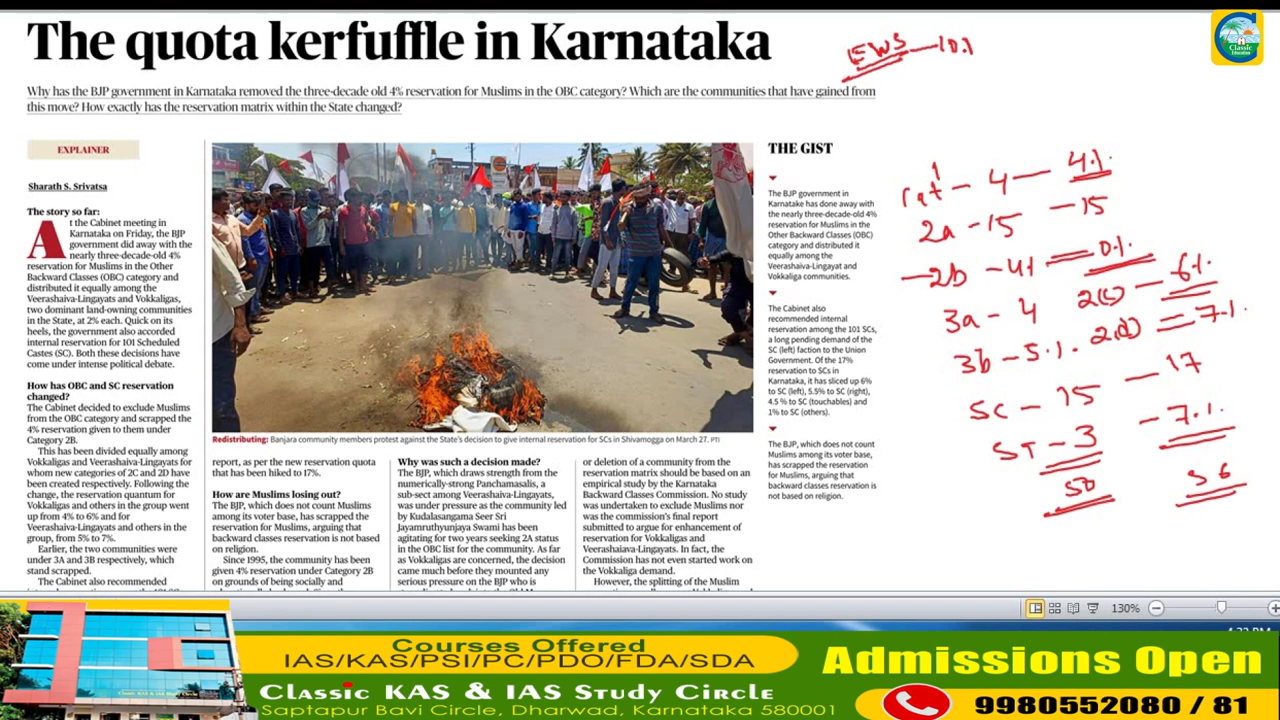 The quota kerfuffle in Karnataka
EWS — 10%
Classic
Education
Why has the BJP government in Karnataka removed the three-decade old 4% reservation for Muslims in the OBC category? Which are the communities that have gained from
this move? How exactly has the reservation matrix within the State changed?
EXPLAINER
Sharath S. Srivatsa
The story so far:
At the Cabinet meeting in
Karnataka on Friday, the BJP
government did away with the
nearly three-decade-old 4%
reservation for Muslims in the Other
Backward Classes (OBC) category and
distributed it equally among the
Veerashaiva-Lingayats and Vokkaligas,
two dominant land-owning communities
in the State, at 2% each. Quick on its
heels, the government also accorded
internal reservation for 101 Scheduled
Castes (SC). Both these decisions have
come under intense political debate.
How has OBC and SC reservation
changed?
The Cabinet decided to exclude Muslims
from the OBC category and scrapped the
4% reservation given to them under
Category 2B.
This has been divided equally among
Vokkaligas and Veerashaiva-Lingayats for
whom new categories of 2C and 2D have
been created respectively. Following
the change, the reservation quantum for
Vokkaligas and others in the group went
up from 4% to 6% and for
Veerashaiva-Lingayats and others in the
group, from 5% to 7%.
Earlier, the two communities were
under 3A and 3B respectively, which
stand scrapped.
The Cabinet also recommended
Redistributing: Banjara community members protest against the State's decision to give internal reservation for SCs in Shivamogga on March 27. PTI
report, as per the new reservation quota
that has been hiked to 17%.
How are Muslims losing out?
The BJP, which does not count Muslims
among its voter base, has scrapped the
reservation for Muslims, arguing that
backward classes reservation is not based
on religion.
Since 1995, the community has been
given 4% reservation under Category 2B
on grounds of being socially and
Why was such a decision made?
The BJP, which draws strength from the
numerically-strong Panchamasalis, a
sub-sect among Veerashaiva-Lingayats,
was under pressure as the community led
by Kudalasangama Seer Sri
Jayamruthyunjaya Swami has been
agitating for two years seeking 2A status
in the OBC list for the community. As far
as Vokkaligas are concerned, the decision
came much before they mounted any
serious pressure on the BJP who is
or deletion of a community from the
reservation matrix should be based on an
empirical study by the Karnataka
Backward Classes Commission. No study
was undertaken to exclude Muslims nor
was the commission's final report
submitted to argue for enhancement of
reservation for Vokkaligas and
Veerashaiava-Lingayats. In fact, the
Commission has not even started work on
the Vokkaliga demand.
However, the splitting of the Muslim
THE GIST
The BJP government in
Karnataka has done away with
the nearly three-decade-old 4%
reservation for Muslims in the
Other Backward Classes (OBC)
category and distributed it
equally among the
Veerashaiva-Lingayat and
Vokkaliga communities.
The Cabinet also
recommended internal
reservation among the 101 SCs,
a long pending demand of the
SC (left) faction to the Union
Government. Of the 17%
reservation to SCs in
Karnataka, it has sliced up 6%
to SC (left), 5.5% to SC (right),
4.5 % to SC (touchables) and
1% to SC (others).
The BJP, which does not count
Muslims among its voter base,
has scrapped the reservation
for Muslims, arguing that
backward classes reservation is
not based on religion.
cat 1 — 4 — 4%
2a - 15 — 15
2b - 4% = 0%
3a - 4 2(c) — 6%
3b - 5%. 2(d) = 7%.
SC - 15 — 17
ST - 3 — 7%.
50 56
130%
Courses Offered
IAS/KAS/PSI/PC/PDO/FDA/SDA
Classic KAS & IAS Study Circle
Saptapur Bavi Circle, Dharwad, Karnataka 580001
Admissions Open
9980552080 / 81